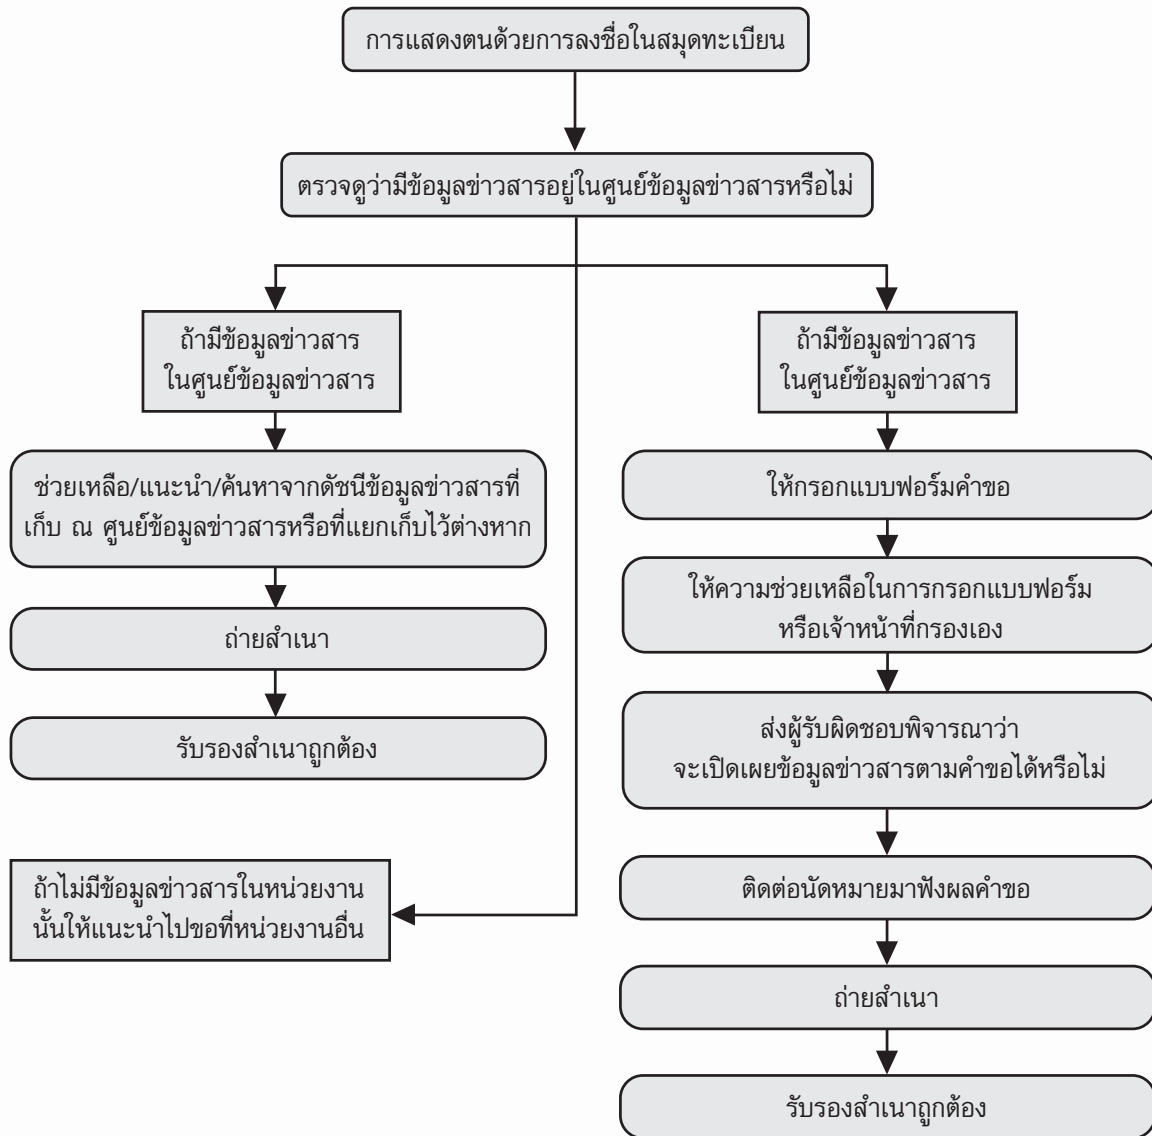 การแสดงตนด้วยการลงชื่อในสมุดทะเบียน
ตรวจดูว่ามีข้อมูลข่าวสารอยู่ในศูนย์ข้อมูลข่าวสารหรือไม่
ถ้ามีข้อมูลข่าวสาร
ในศูนย์ข้อมูลข่าวสาร
ช่วยเหลือ/แนะนำ/ค้นหาจากดัชนีข้อมูลข่าวสารที่
เก็บ ณ ศูนย์ข้อมูลข่าวสารหรือที่แยกเก็บไว้ต่างหาก
ถ่ายสำเนา
รับรองสำเนาถูกต้อง
ถ้าไม่มีข้อมูลข่าวสารในหน่วยงาน
นั้นให้แนะนำไปขอที่หน่วยงานอื่น
ถ้ามีข้อมูลข่าวสาร
ในศูนย์ข้อมูลข่าวสาร
ให้กรอกแบบฟอร์มคำขอ
ให้ความช่วยเหลือในการกรอกแบบฟอร์ม
หรือเจ้าหน้าที่กรองเอง
ส่งผู้รับผิดชอบพิจารณาว่า
จะเปิดเผยข้อมูลข่าวสารตามคำขอได้หรือไม่
ติดต่อนัดหมายมาฟังผลคำขอ
ถ่ายสำเนา
รับรองสำเนาถูกต้อง